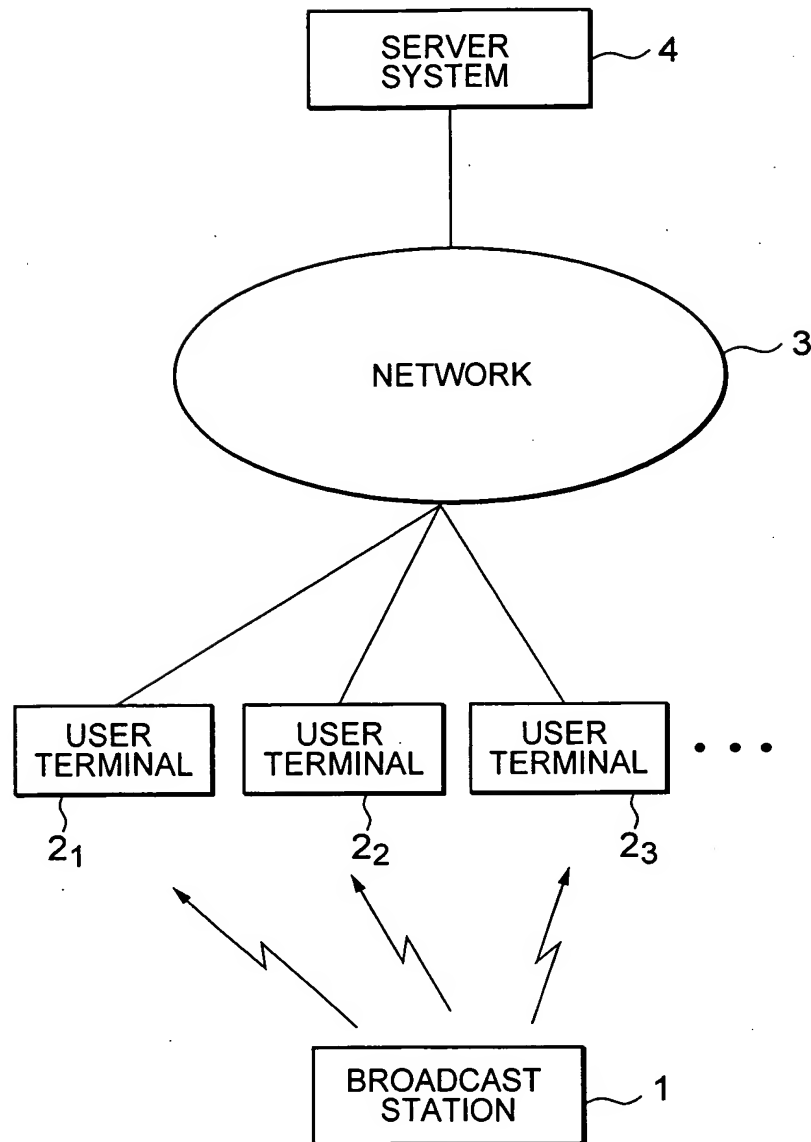 SERVER
SYSTEM
4
NETWORK
3
USER
TERMINAL
USER
TERMINAL
USER
TERMINAL
2₁
2₂
2₃
BROADCAST
STATION
1